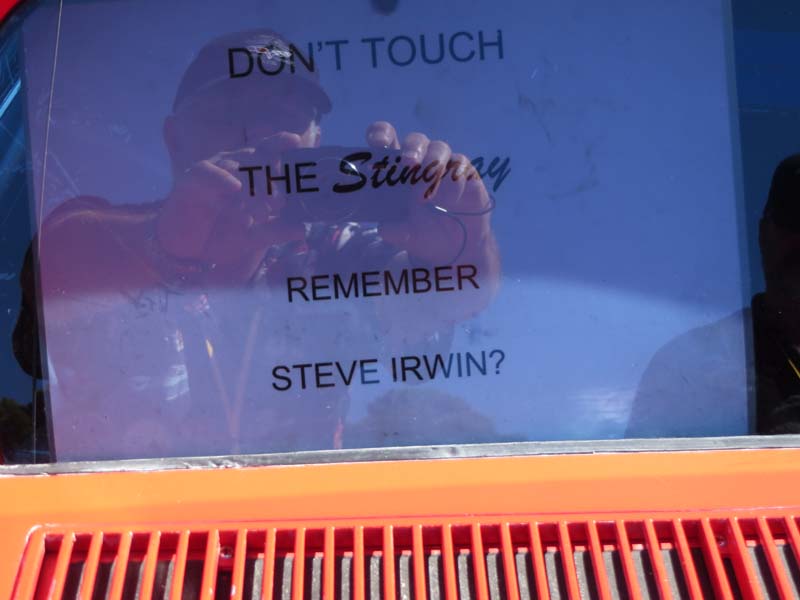 DON'T TOUCH
THE Stingray
REMEMBER
STEVE IRWIN?